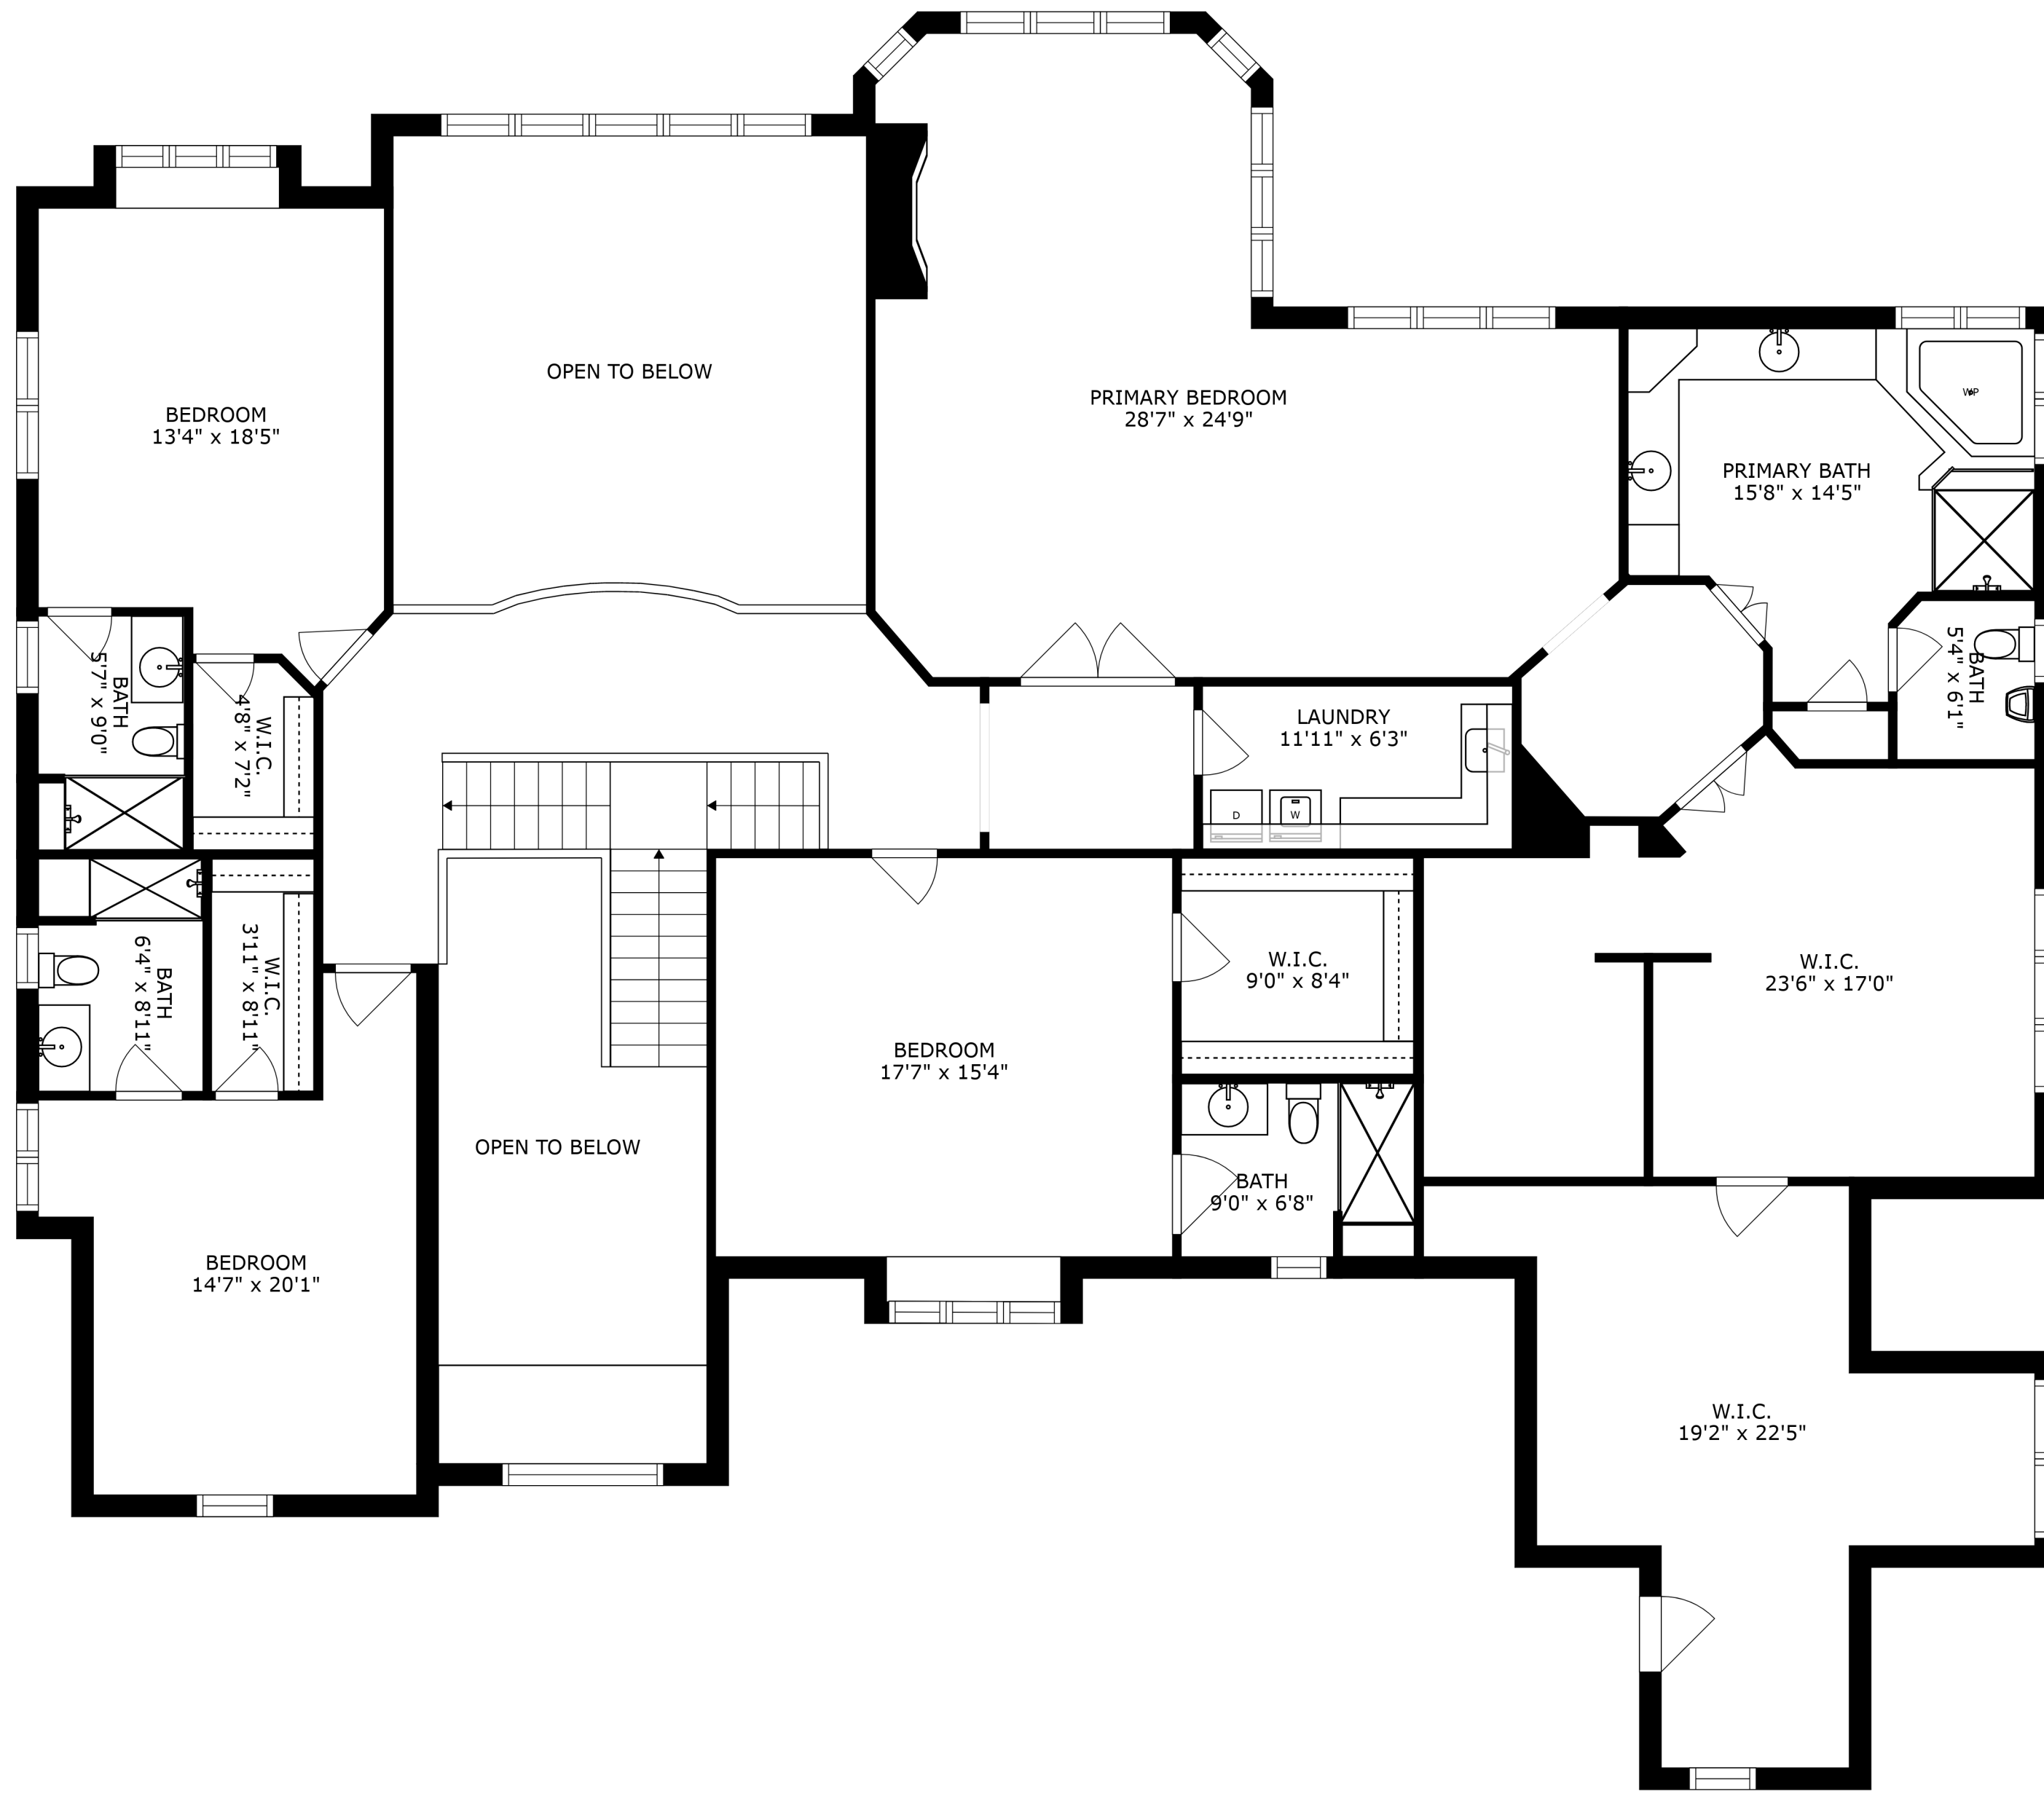 OPEN TO BELOW
PRIMARY BEDROOM
28'7" x 24'9"
BEDROOM
13'4" x 18'5"
WP
PRIMARY BATH
15'8" x 14'5"
BATH
5'7" x 9'0"
W.I.C.
4'8" x 7'2"
LAUNDRY
11'11" x 6'3"
D
W
BATH
5'4" x 6'1"
BATH
6'4" x 8'11"
W.I.C.
3'11" x 8'11"
W.I.C.
9'0" x 8'4"
W.I.C.
23'6" x 17'0"
BEDROOM
17'7" x 15'4"
OPEN TO BELOW
BATH
9'0" x 6'8"
BEDROOM
14'7" x 20'1"
W.I.C.
19'2" x 22'5"